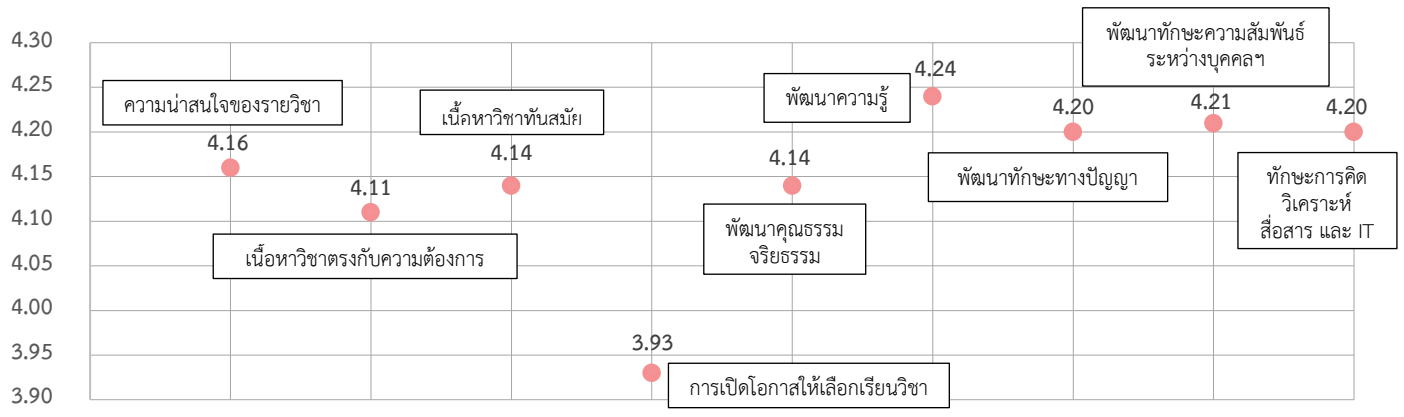 4.30
4.25
4.20
4.15
4.10
4.05
4.00
3.95
3.90
ความน่าสนใจของรายวิชา
4.16
4.11
เนื้อหาวิชาตรงกับความต้องการ
เนื้อหาวิชาทันสมัย
4.14
3.93
การเปิดโอกาสให้เลือกเรียนวิชา
4.14
พัฒนาคุณธรรม
จริยธรรม
พัฒนาความรู้
4.24
4.20
พัฒนาทักษะทางปัญญา
พัฒนาทักษะความสัมพันธ์
ระหว่างบุคคลฯ
4.21
4.20
ทักษะการคิด
วิเคราะห์
สื่อสาร และ IT